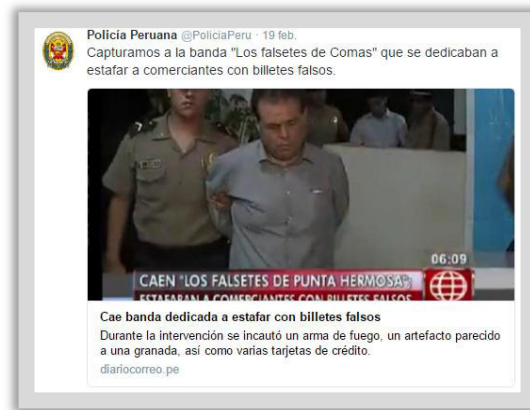 Policía Peruana @PoliciaPeru · 19 feb.
Capturamos a la banda "Los falsetes de Comas" que se dedicaban a
estafar a comerciantes con billetes falsos.
06:09
CAEN "LOS FALSETES DE PUNTA HERMOSA";
ESTAFABAN A COMERCIANTES CON BILLETES FALSOS
Cae banda dedicada a estafar con billetes falsos
Durante la intervención se incautó un arma de fuego, un artefacto parecido
a una granada, así como varias tarjetas de crédito.
diariocorreo.pe